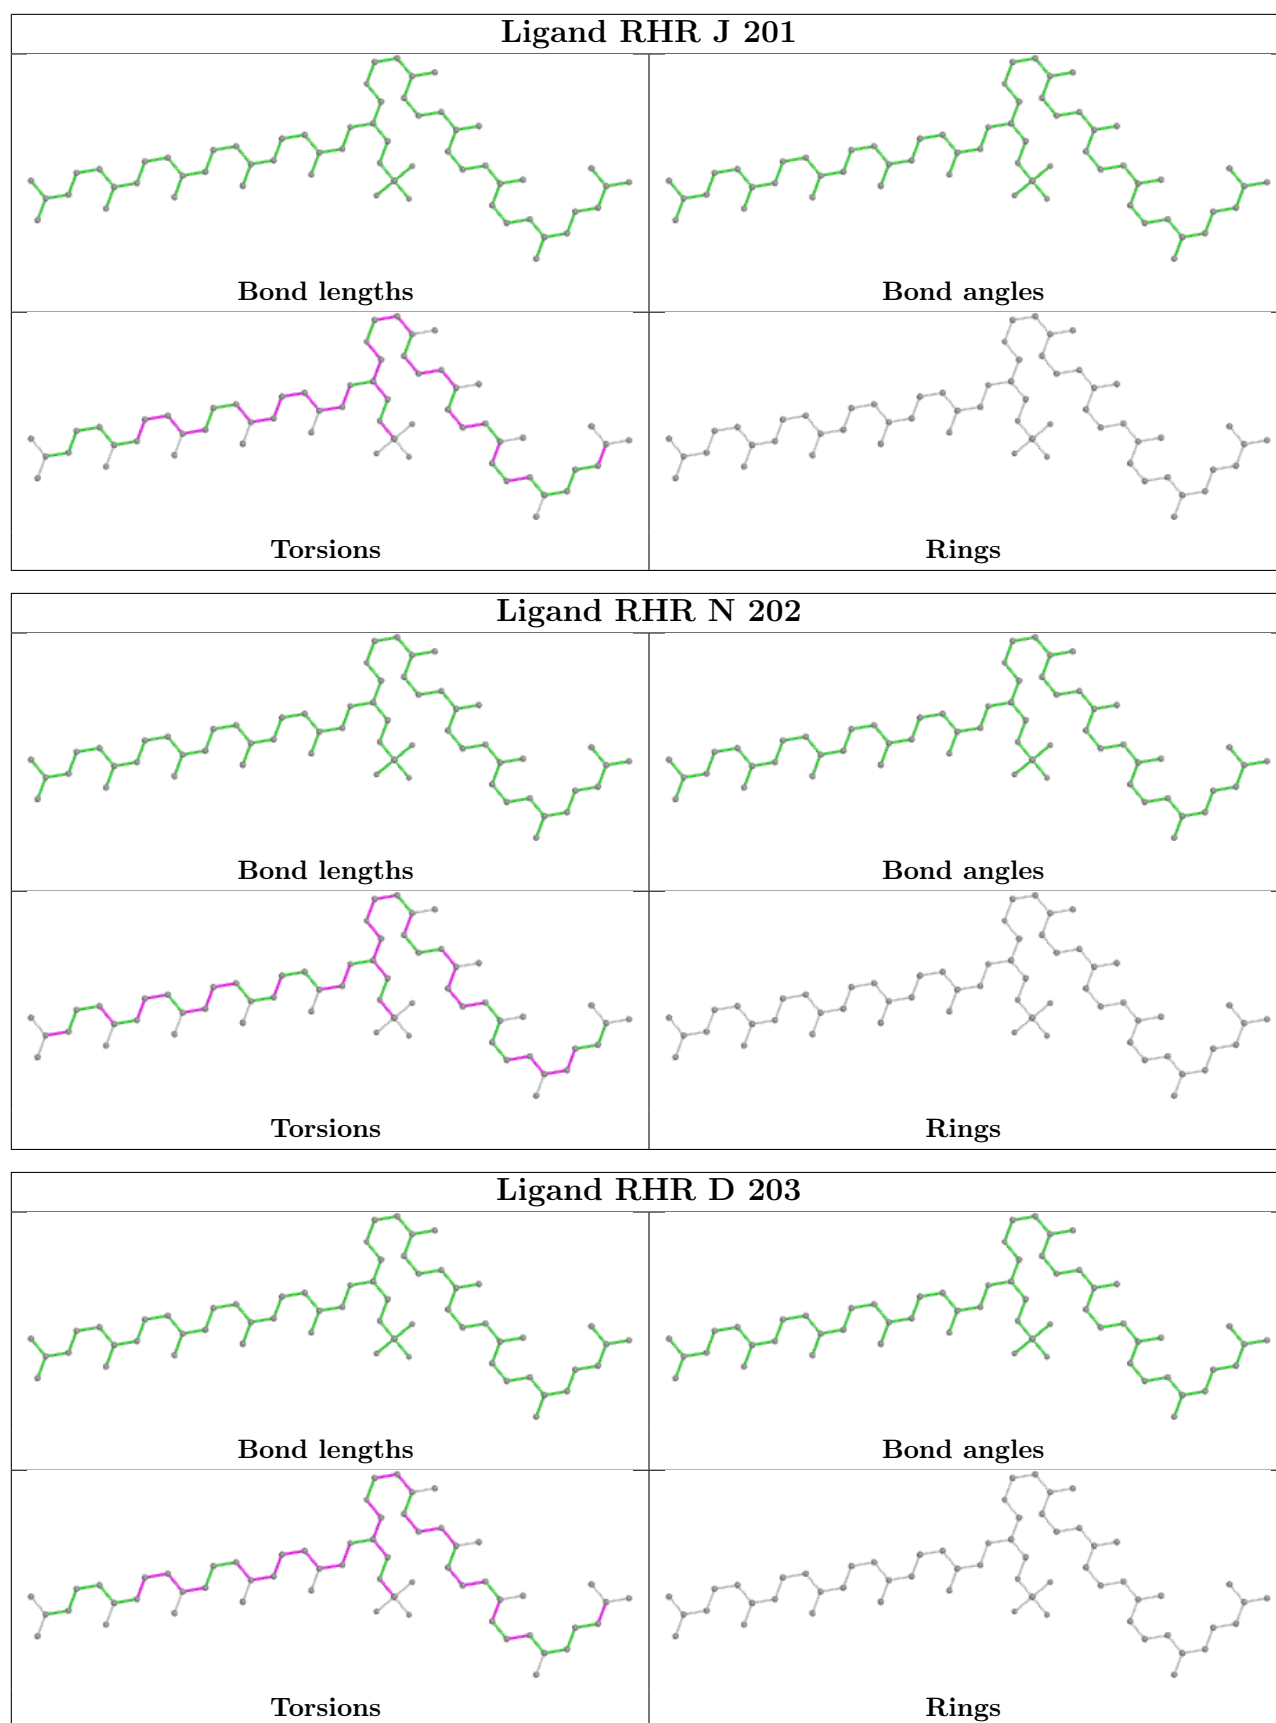 Ligand RHR J 201
Bond lengths
Bond angles
Torsions
Rings
Ligand RHR N 202
Bond lengths
Bond angles
Torsions
Rings
Ligand RHR D 203
Bond lengths
Bond angles
Torsions
Rings